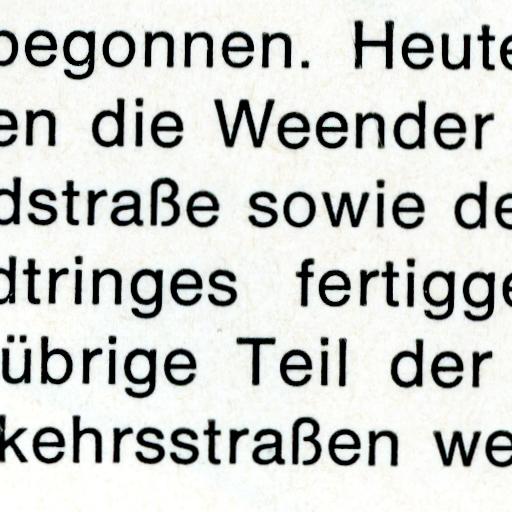 begonnen. Heute
en die Weender
dstraße sowie de
dtringes fertigge
übrige Teil der
kehrsstraßen we